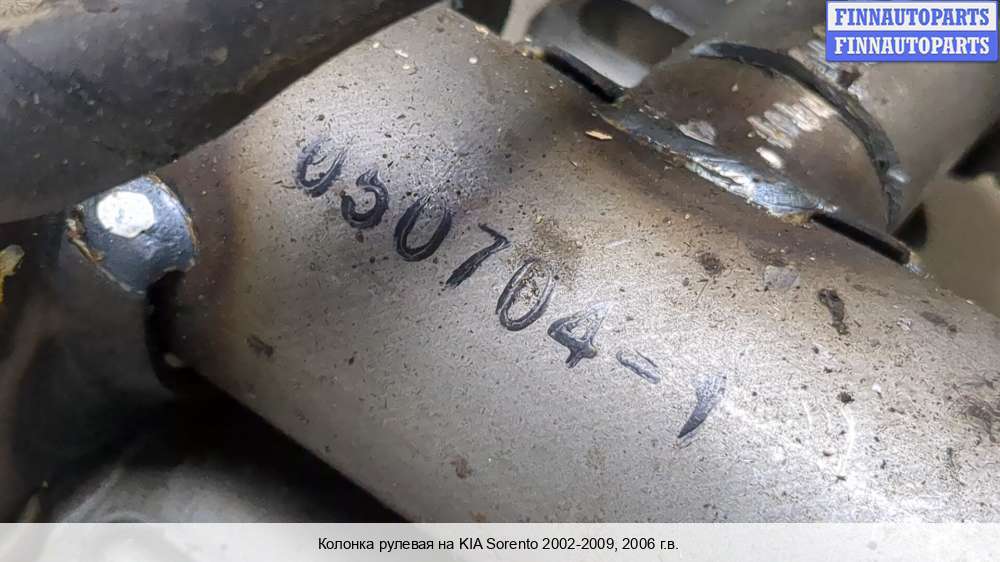 FINNAUTOPARTS
FINNAUTOPARTS
030704-1
Колонка рулевая на KIA Sorento 2002-2009, 2006 г.в.